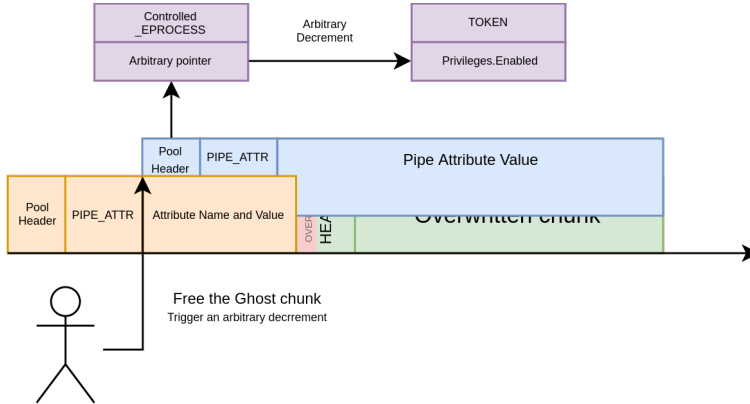 Controlled
_EPROCESS
Arbitrary pointer
Arbitrary
Decrement
TOKEN
Privileges.Enabled
Pool
Header
PIPE_ATTR
Pipe Attribute Value
Pool
Header
PIPE_ATTR
Attribute Name and Value
OVER
HEA
Overwritten chunk
Free the Ghost chunk
Trigger an arbitrary decrrement